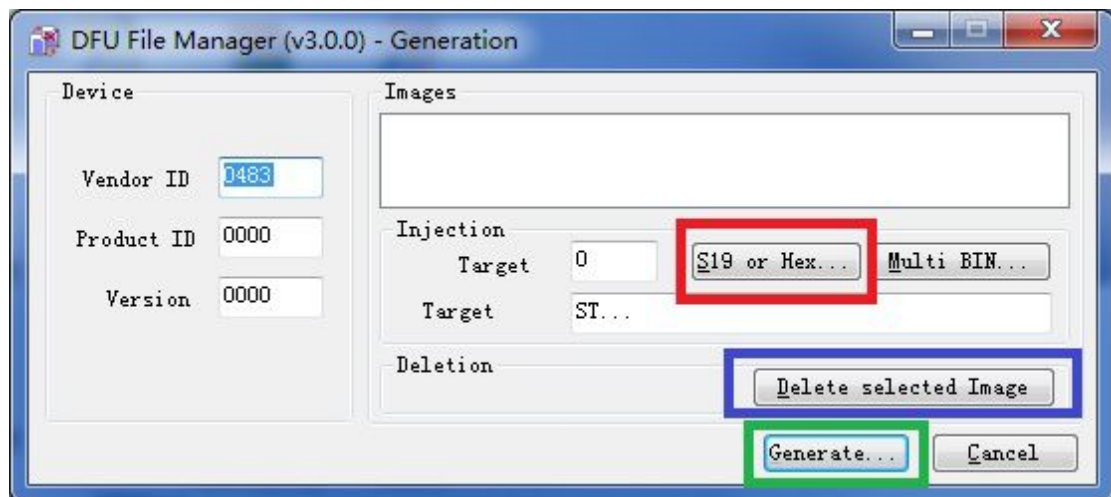 DFU File Manager (v3.0.0) - Generation
Device
Vendor ID 0483
Product ID 0000
Version 0000
Images
Injection
Target 0 S19 or Hex... Multi BIN...
Target ST...
Deletion
Delete selected Image
Generate... Cancel